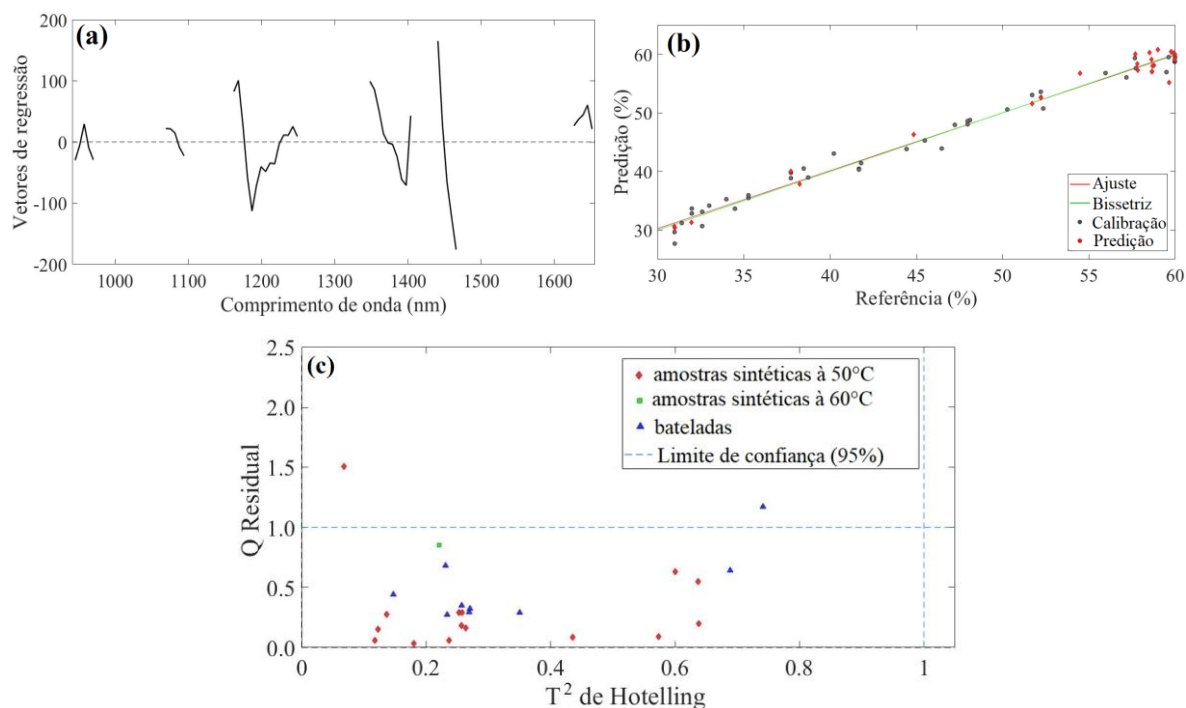 (a)
Vetores de regressão
200
100
0
-100
-200
1000 1100 1200 1300 1400 1500 1600
Comprimento de onda (nm)
(b)
Predição (%)
60
50
40
30
30 35 40 45 50 55 60
Referência (%)
Ajuste
Bissetriz
Calibração
Predição
(c)
Q Residual
2.5
2.0
1.5
1.0
0.5
0.0
0 0.2 0.4 0.6 0.8 1
T² de Hotelling
amostras sintéticas à 50°C
amostras sintéticas à 60°C
bateladas
Limite de confiança (95%)